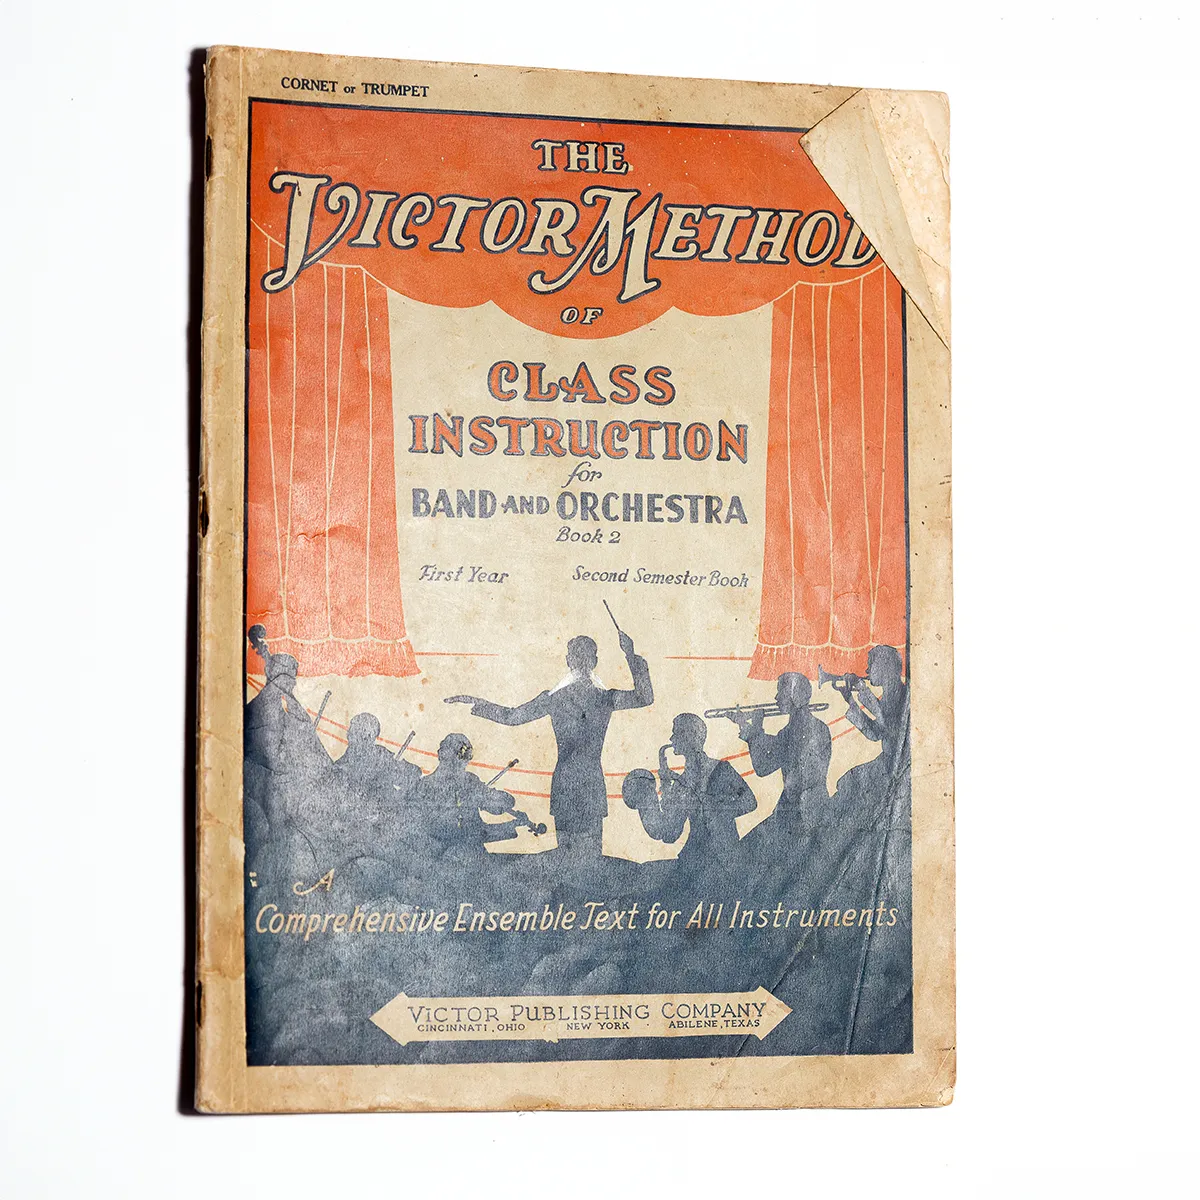 CORNET or TRUMPET
THE
VICTOR METHOD
OF
CLASS
INSTRUCTION
for
BAND AND ORCHESTRA
Book 2
First Year Second Semester Book
A
Comprehensive Ensemble Text for All Instruments
VICTOR PUBLISHING COMPANY
CINCINNATI, OHIO NEW YORK · ABILENE, TEXAS